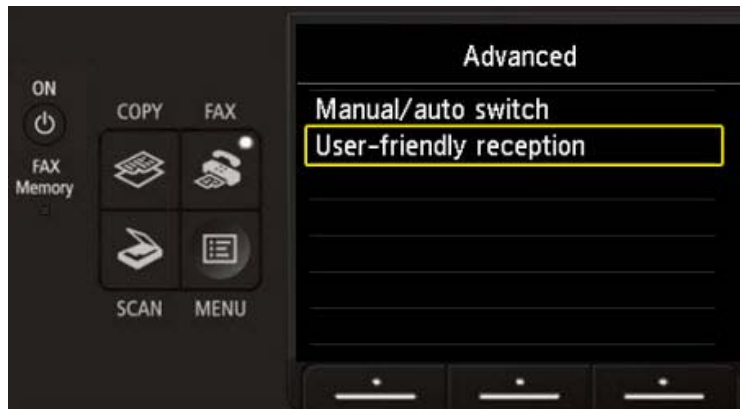 ON
COPY FAX
FAX
Memory
SCAN MENU
Advanced
Manual/auto switch
User-friendly reception